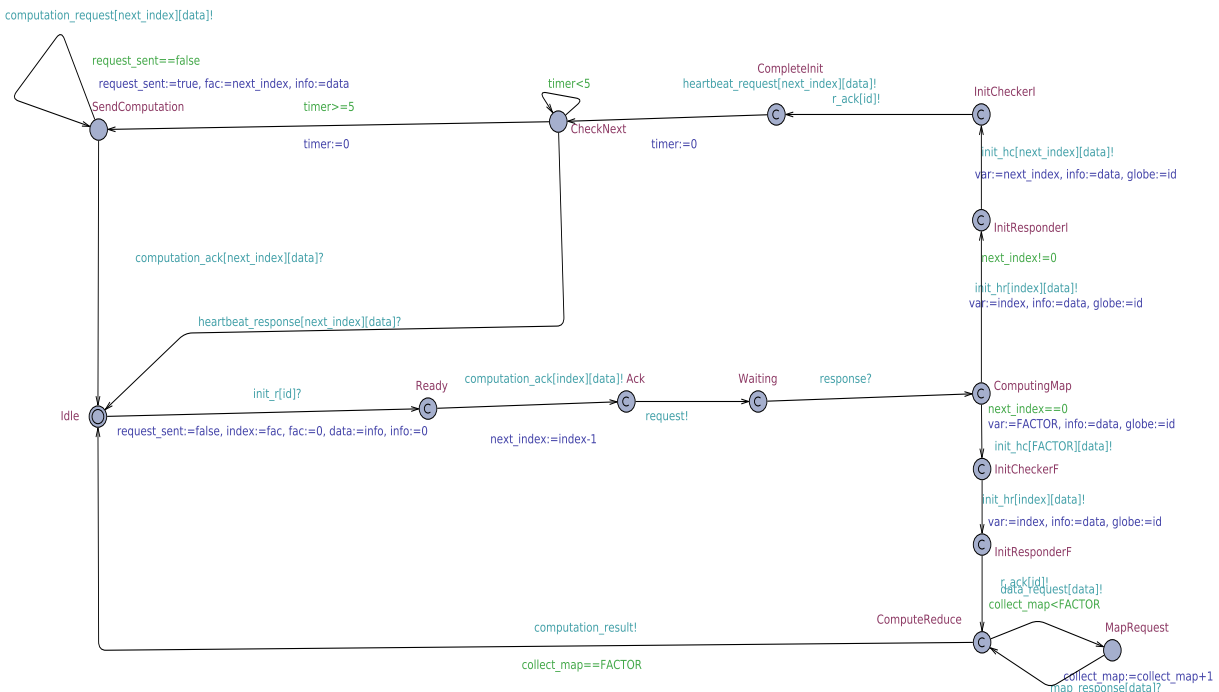 computation_request[next_index][data]!
request_sent==false
request_sent:=true, fac:=next_index, info:=data
SendComputation
timer>=5
timer:=0
timer<5
CheckNext
timer:=0
CompleteInit
heartbeat_request[next_index][data]!
r_ack[id]!
InitCheckerI
C
C
init_hc[next_index][data]!
var:=next_index, info:=data, globe:=id
C
InitResponderI
next_index!=0
init_hr[index][data]!
var:=index, info:=data, globe:=id
computation_ack[next_index][data]?
heartbeat_response[next_index][data]?
Idle
init_r[id]?
request_sent:=false, index:=fac, fac:=0, data:=info, info:=0
Ready
C
computation_ack[index][data]!
next_index:=index-1
Ack
C
request!
Waiting
C
response?
C
ComputingMap
next_index==0
var:=FACTOR, info:=data, globe:=id
init_hc[FACTOR][data]!
C
InitCheckerF
init_hr[index][data]!
var:=index, info:=data, globe:=id
C
InitResponderF
r_ack[id]!
data_request[data]!
collect_map<FACTOR
ComputeReduce
C
MapRequest
computation_result!
collect_map==FACTOR
collect_map:=collect_map+1
map_response[data]?